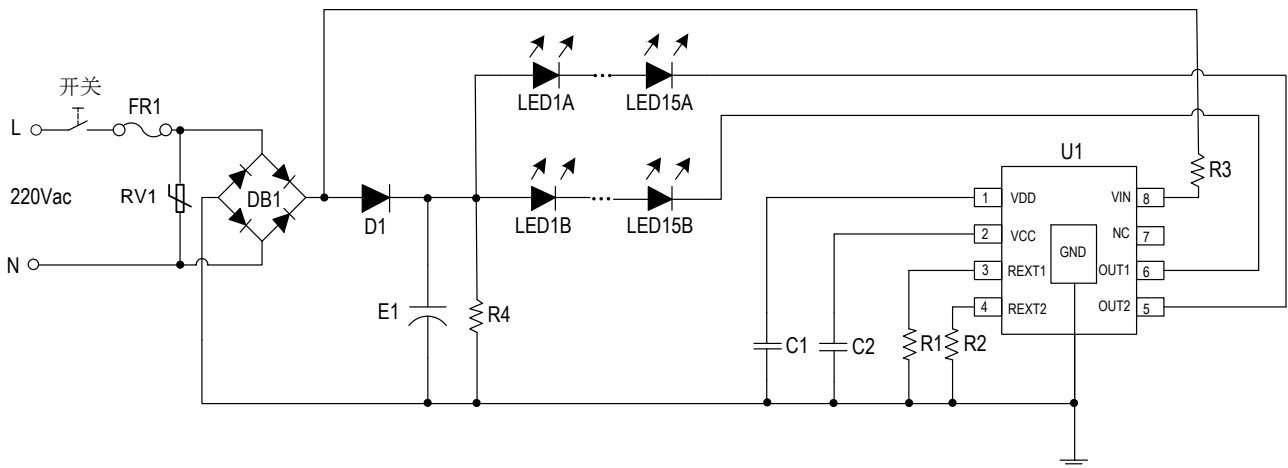 开关
L
FR1
220Vac
RV1
DB1
N
D1
E1
R4
LED1A
LED15A
LED1B
LED15B
C1
C2
R1
R2
U1
R3
1
VDD
2
VCC
3
REXT1
4
REXT2
GND
VIN
8
NC
7
OUT1
6
OUT2
5